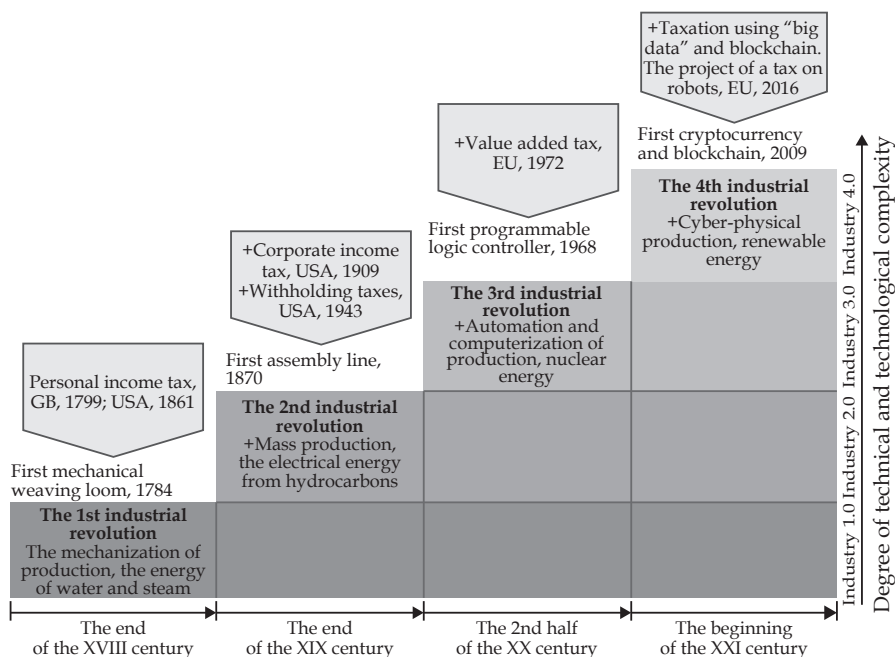 +Taxation using “big
data” and blockchain.
The project of a tax on
robots, EU, 2016
First cryptocurrency
and blockchain, 2009
The 4th industrial
revolution
+Cyber-physical
production, renewable
energy
+Value added tax,
EU, 1972
First programmable
logic controller, 1968
The 3rd industrial
revolution
+Automation and
computerization of
production, nuclear
energy
+Corporate income
tax, USA, 1909
+Withholding taxes,
USA, 1943
First assembly line,
1870
The 2nd industrial
revolution
+Mass production,
the electrical energy
from hydrocarbons
Personal income tax,
GB, 1799; USA, 1861
First mechanical
weaving loom, 1784
The 1st industrial
revolution
The mechanization of
production, the energy
of water and steam
Industry 1.0 Industry 2.0 Industry 3.0 Industry 4.0
Degree of technical and technological complexity
The end
of the XVIII century
The end
of the XIX century
The 2nd half
of the XX century
The beginning
of the XXI century